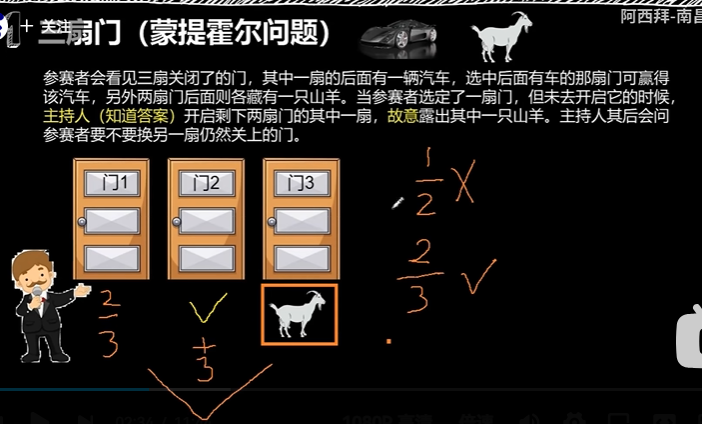 关注
三扇门（蒙提霍尔问题）
阿西拜-南昌
参赛者会看见三扇关闭了的门，其中一扇的后面有一辆汽车，选中后面有车的那扇门可赢得
该汽车，另外两扇门后面则各藏有一只山羊。当参赛者选定了一扇门，但未去开启它的时候，
主持人（知道答案）开启剩下两扇门的其中一扇，故意露出其中一只山羊。主持人其后会问
参赛者要不要换另一扇仍然关上的门。
门1 门2 门3
1/2 X
2/3 ✓
2/3 ✓
1/3